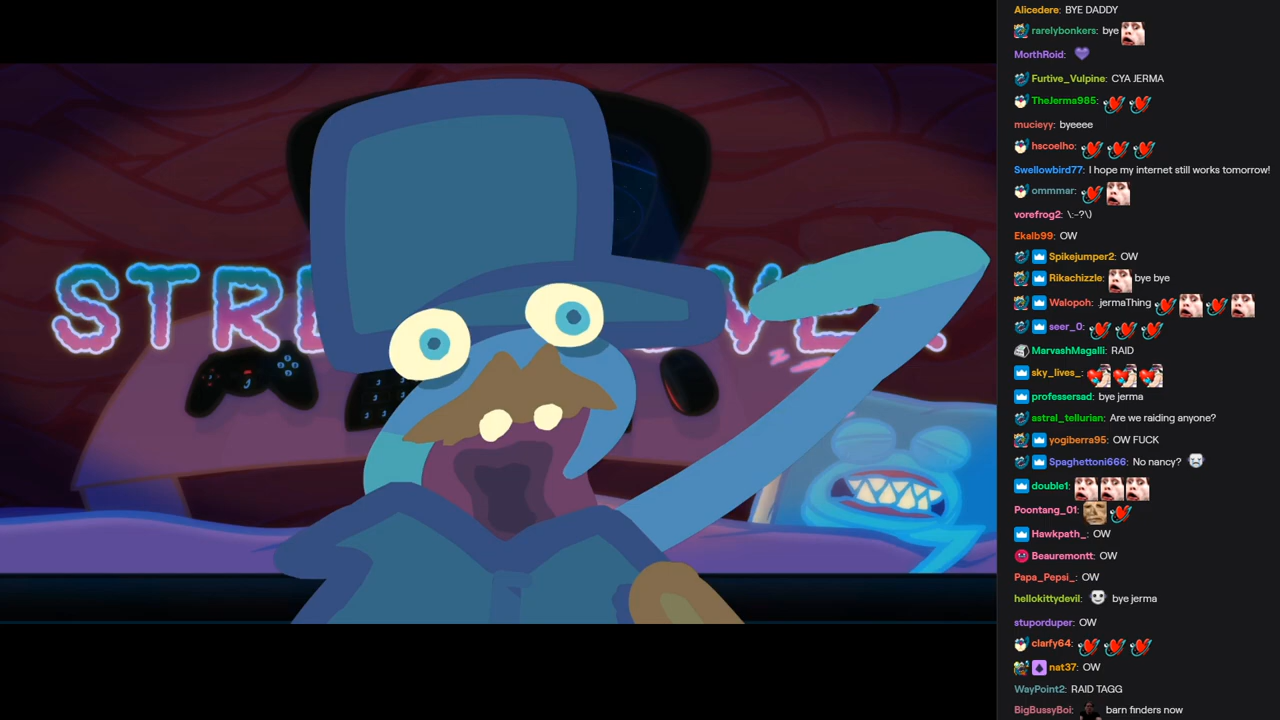 STRE
VE
Alicedere: BYE DADDY
rarelybonkers: bye
MorthRoid:
Furtive_Vulpine: CYA JERMA
TheJerma985:
mucieyy: byeeee
hscoelho:
Swellowbird77: I hope my internet still works tomorrow!
ommmar:
vorefrog2: \:-?\)
Ekalb99: OW
Spikejumper2: OW
Rikachizzle: bye bye
Walopoh: .jermaThing
seer_0:
MarvashMagalli: RAID
sky_lives_:
professersad: bye jerma
astral_tellurian: Are we raiding anyone?
yogiberra95: OW FUCK
Spaghettoni666: No nancy?
double1:
Poontang_01:
Hawkpath_: OW
Beauremontt: OW
Papa_Pepsi_: OW
hellokittydevil: bye jerma
stuporduper: OW
clarfy64:
nat37: OW
WayPoint2: RAID TAGG
BigBussyBoi: barn finders now